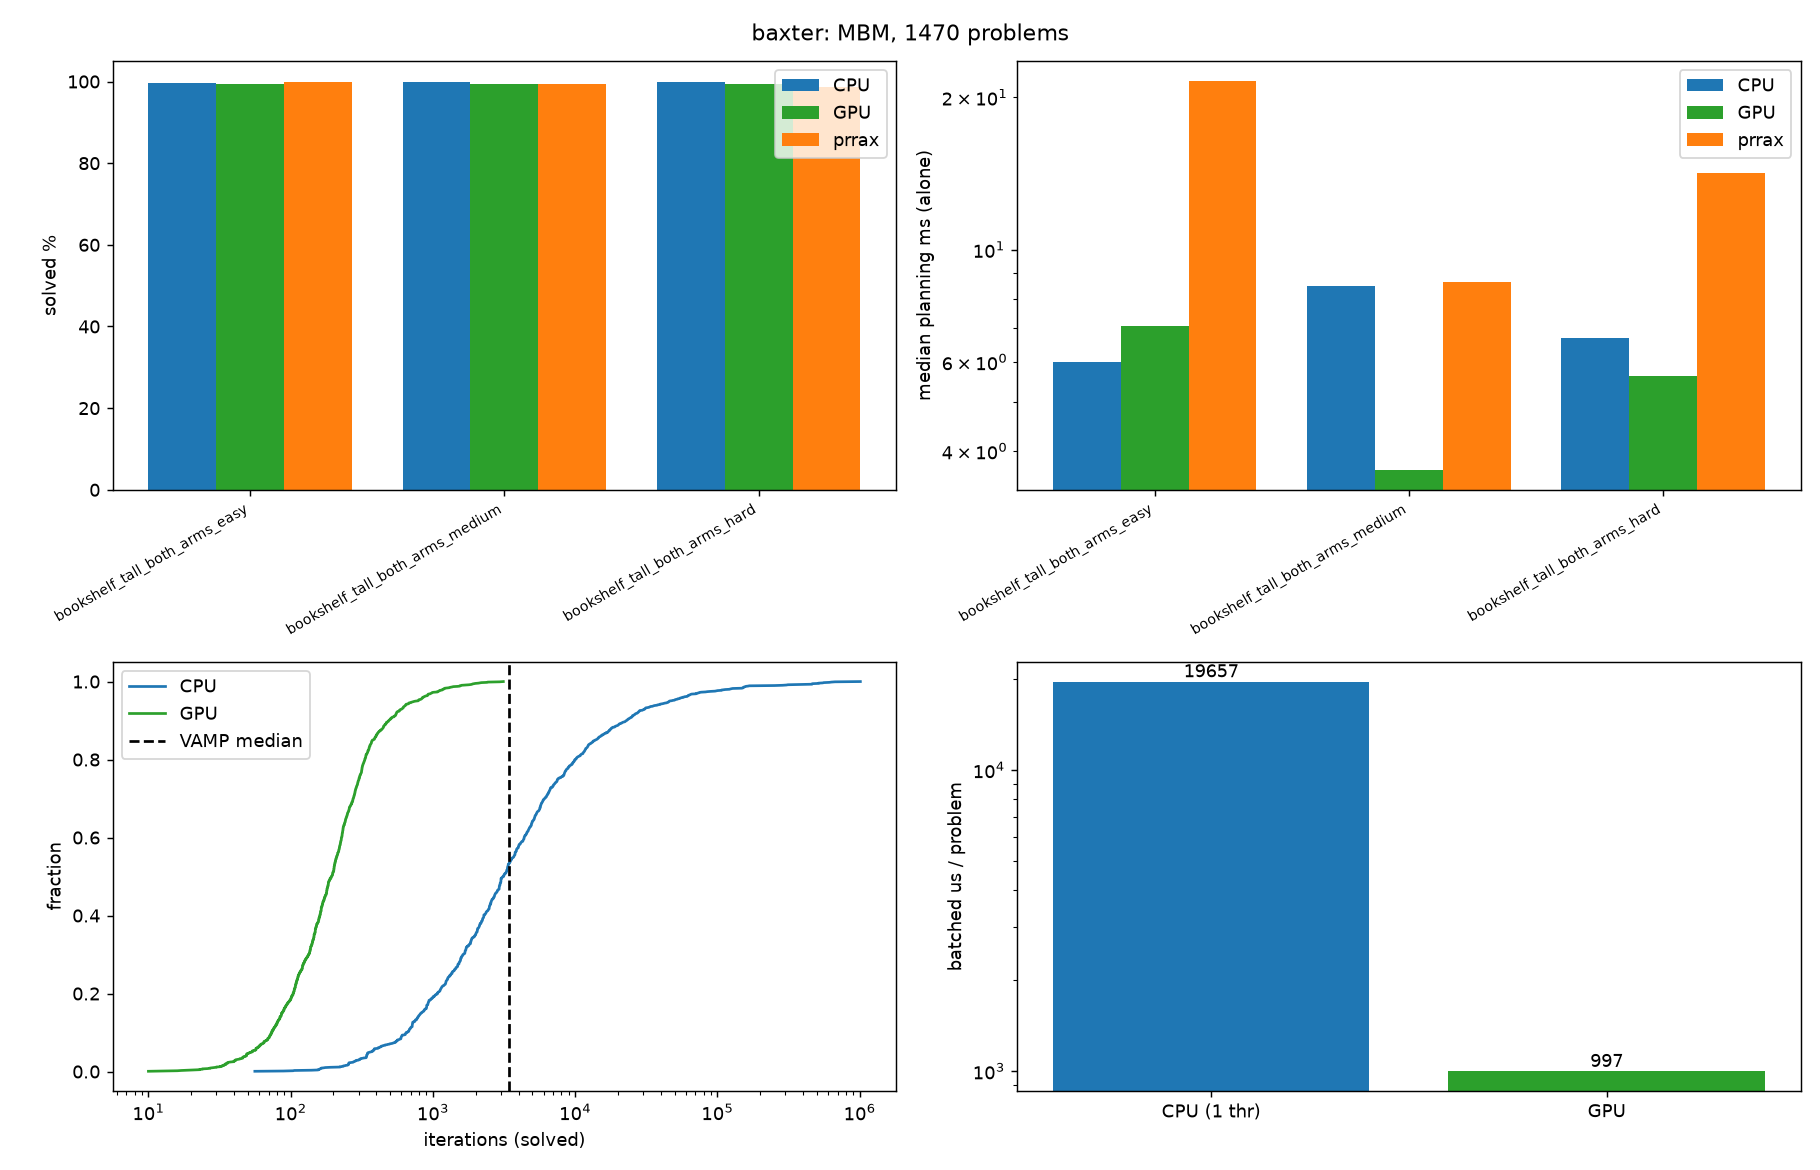 baxter: MBM, 1470 problems
solved %
100
80
60
40
20
0
CPU
GPU
prrax
bookshelf_tall_both_arms_easy
bookshelf_tall_both_arms_medium
bookshelf_tall_both_arms_hard
median planning ms (alone)
2 × 10¹
10¹
6 × 10⁰
4 × 10⁰
CPU
GPU
prrax
bookshelf_tall_both_arms_easy
bookshelf_tall_both_arms_medium
bookshelf_tall_both_arms_hard
fraction
1.0
0.8
0.6
0.4
0.2
0.0
CPU
GPU
VAMP median
10¹ 10² 10³ 10⁴ 10⁵ 10⁶
iterations (solved)
batched us / problem
10⁴
10³
19657
997
CPU (1 thr) GPU